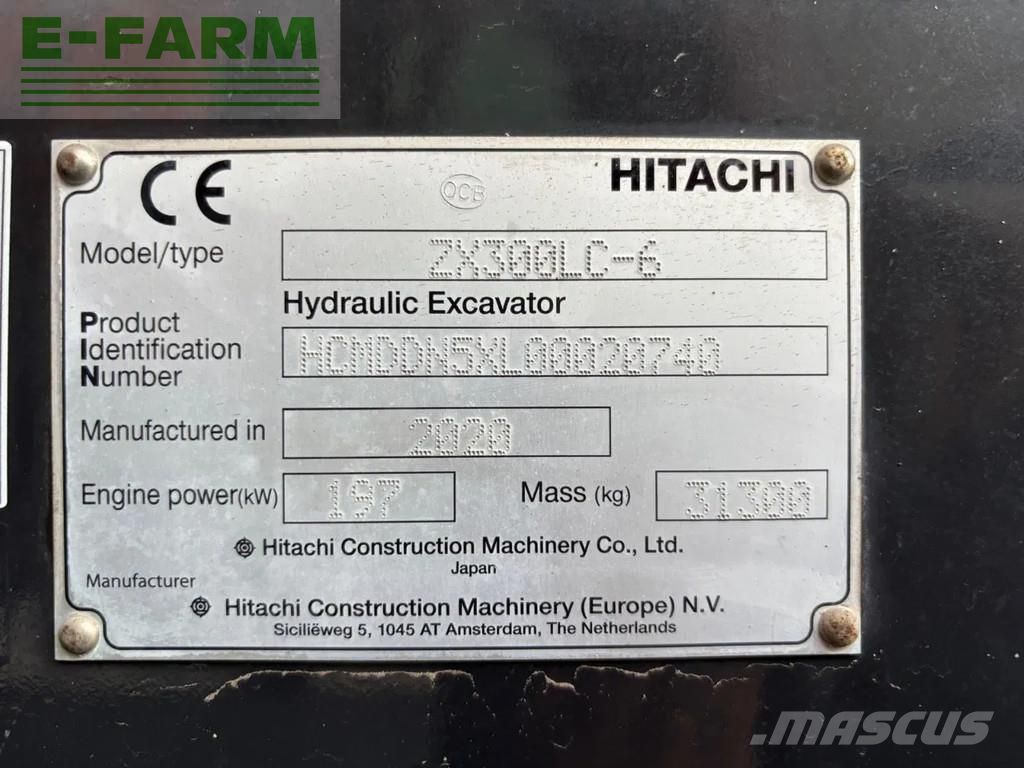 E-FARM
CE
QCB
HITACHI
Model/type ZX300LC-6
Hydraulic Excavator
Product
Identification
Number
HCMDDN5XL00020740
Manufactured in 2020
Engine power(kW) 197 Mass (kg) 31300
Hitachi Construction Machinery Co., Ltd.
Japan
Manufacturer
Hitachi Construction Machinery (Europe) N.V.
Siciliëweg 5, 1045 AT Amsterdam, The Netherlands
MASCUS